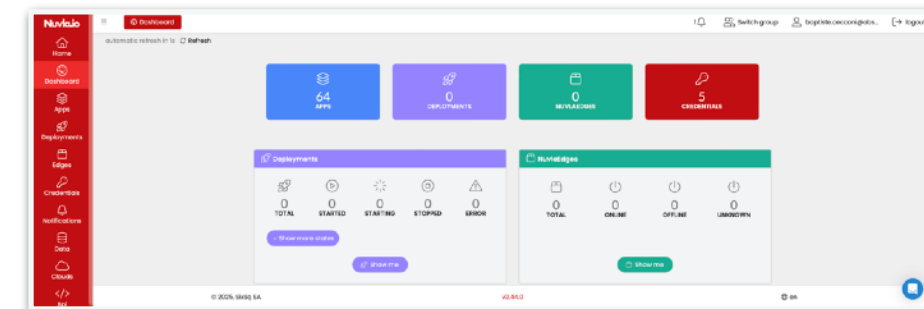 Nuvla.io
Dashboard
1
Switch group
logout
automatic refresh in 1s Refresh
Home
Dashboard
Apps
Deployments
Edges
Credentials
Notifications
Data
Clouds
Api
64
APPS
0
DEPLOYMENTS
0
NUVLAEDGES
5
CREDENTIALS
Deployments
0
TOTAL
0
STARTED
0
STARTING
0
STOPPED
0
ERROR
Show more states
Show me
NuvlaEdges
0
TOTAL
0
ONLINE
0
OFFLINE
0
UNKNOWN
Show me
© 2025, SixSq SA
en